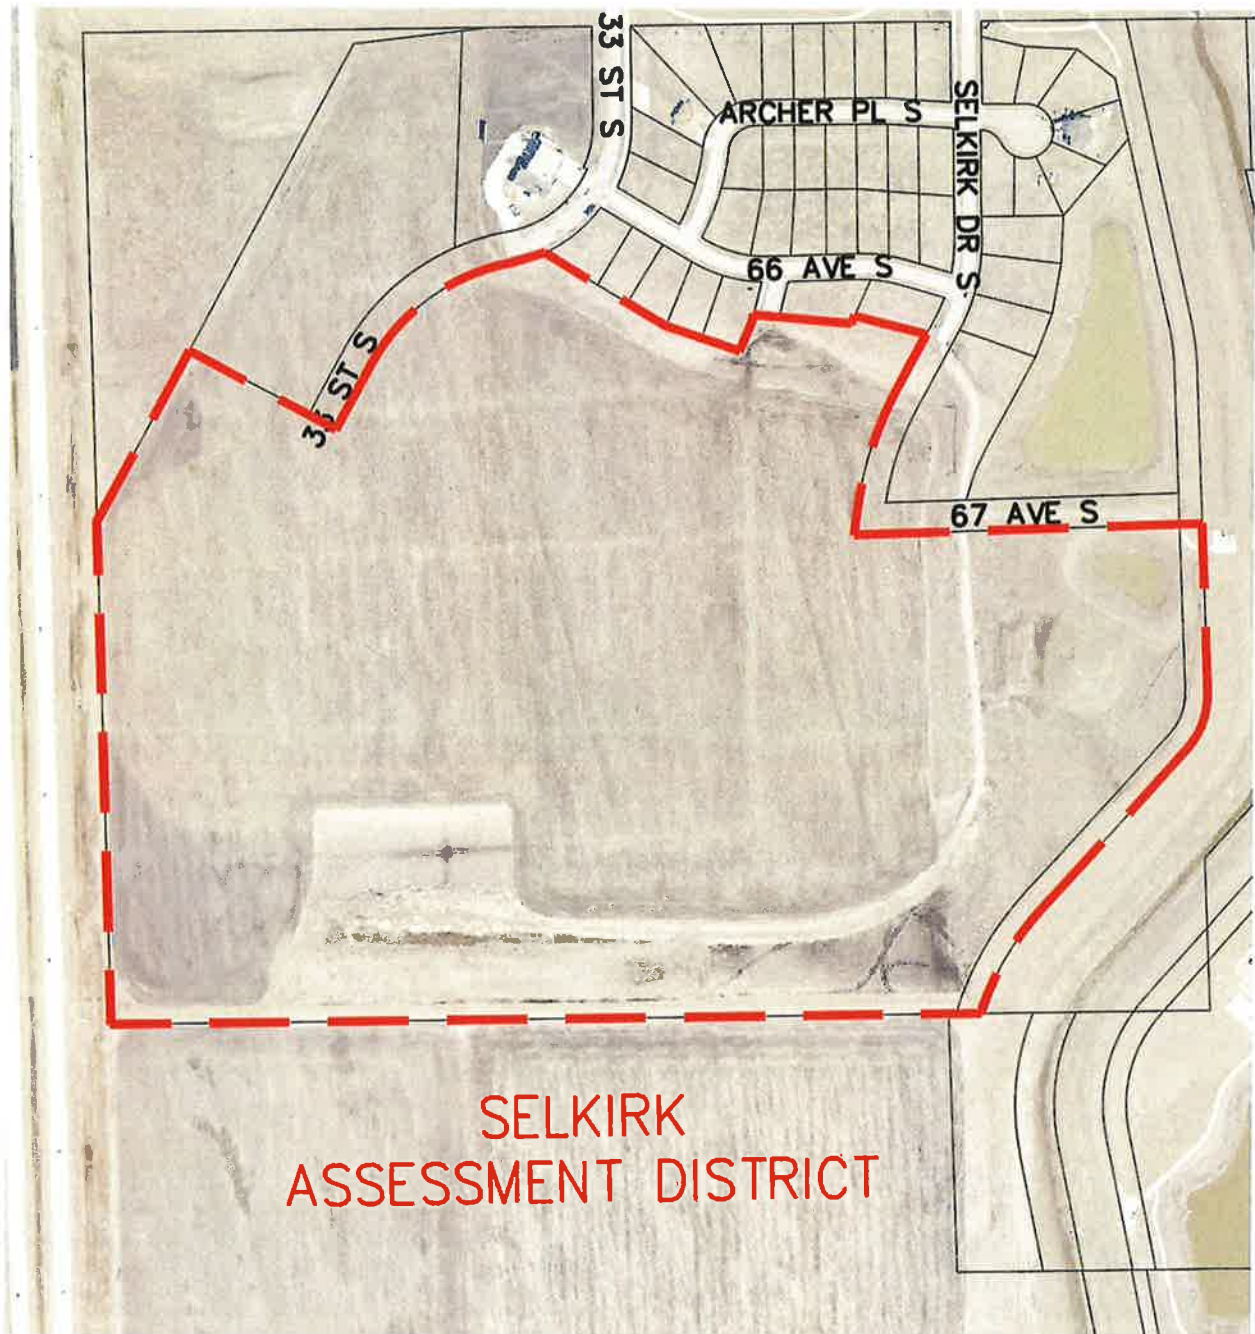 33 ST S
ARCHER PL S
SELKIRK DR S
66 AVE S
33 ST S
67 AVE S
SELKIRK
ASSESSMENT DISTRICT